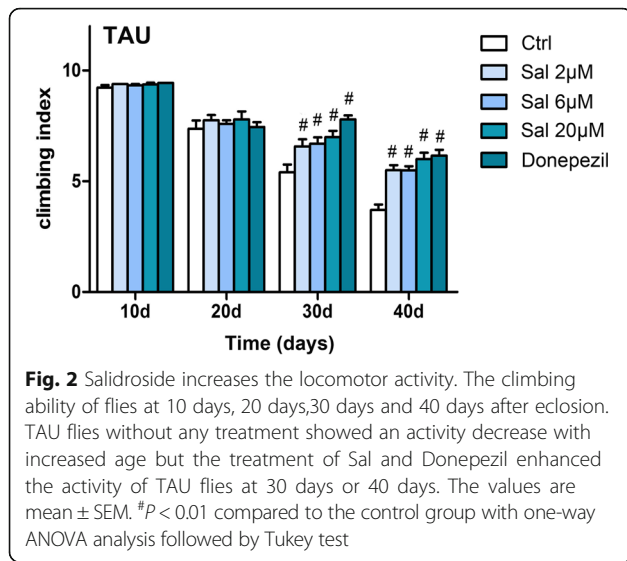 TAU
Ctrl
Sal 2μM
Sal 6μM
Sal 20μM
Donepezil
climbing index
10
5
0
# # # #
# # # #
10d 20d 30d 40d
Time (days)
Fig. 2 Salidroside increases the locomotor activity. The climbing
ability of flies at 10 days, 20 days,30 days and 40 days after eclosion.
TAU flies without any treatment showed an activity decrease with
increased age but the treatment of Sal and Donepezil enhanced
the activity of TAU flies at 30 days or 40 days. The values are
mean ± SEM. #P < 0.01 compared to the control group with one-way
ANOVA analysis followed by Tukey test